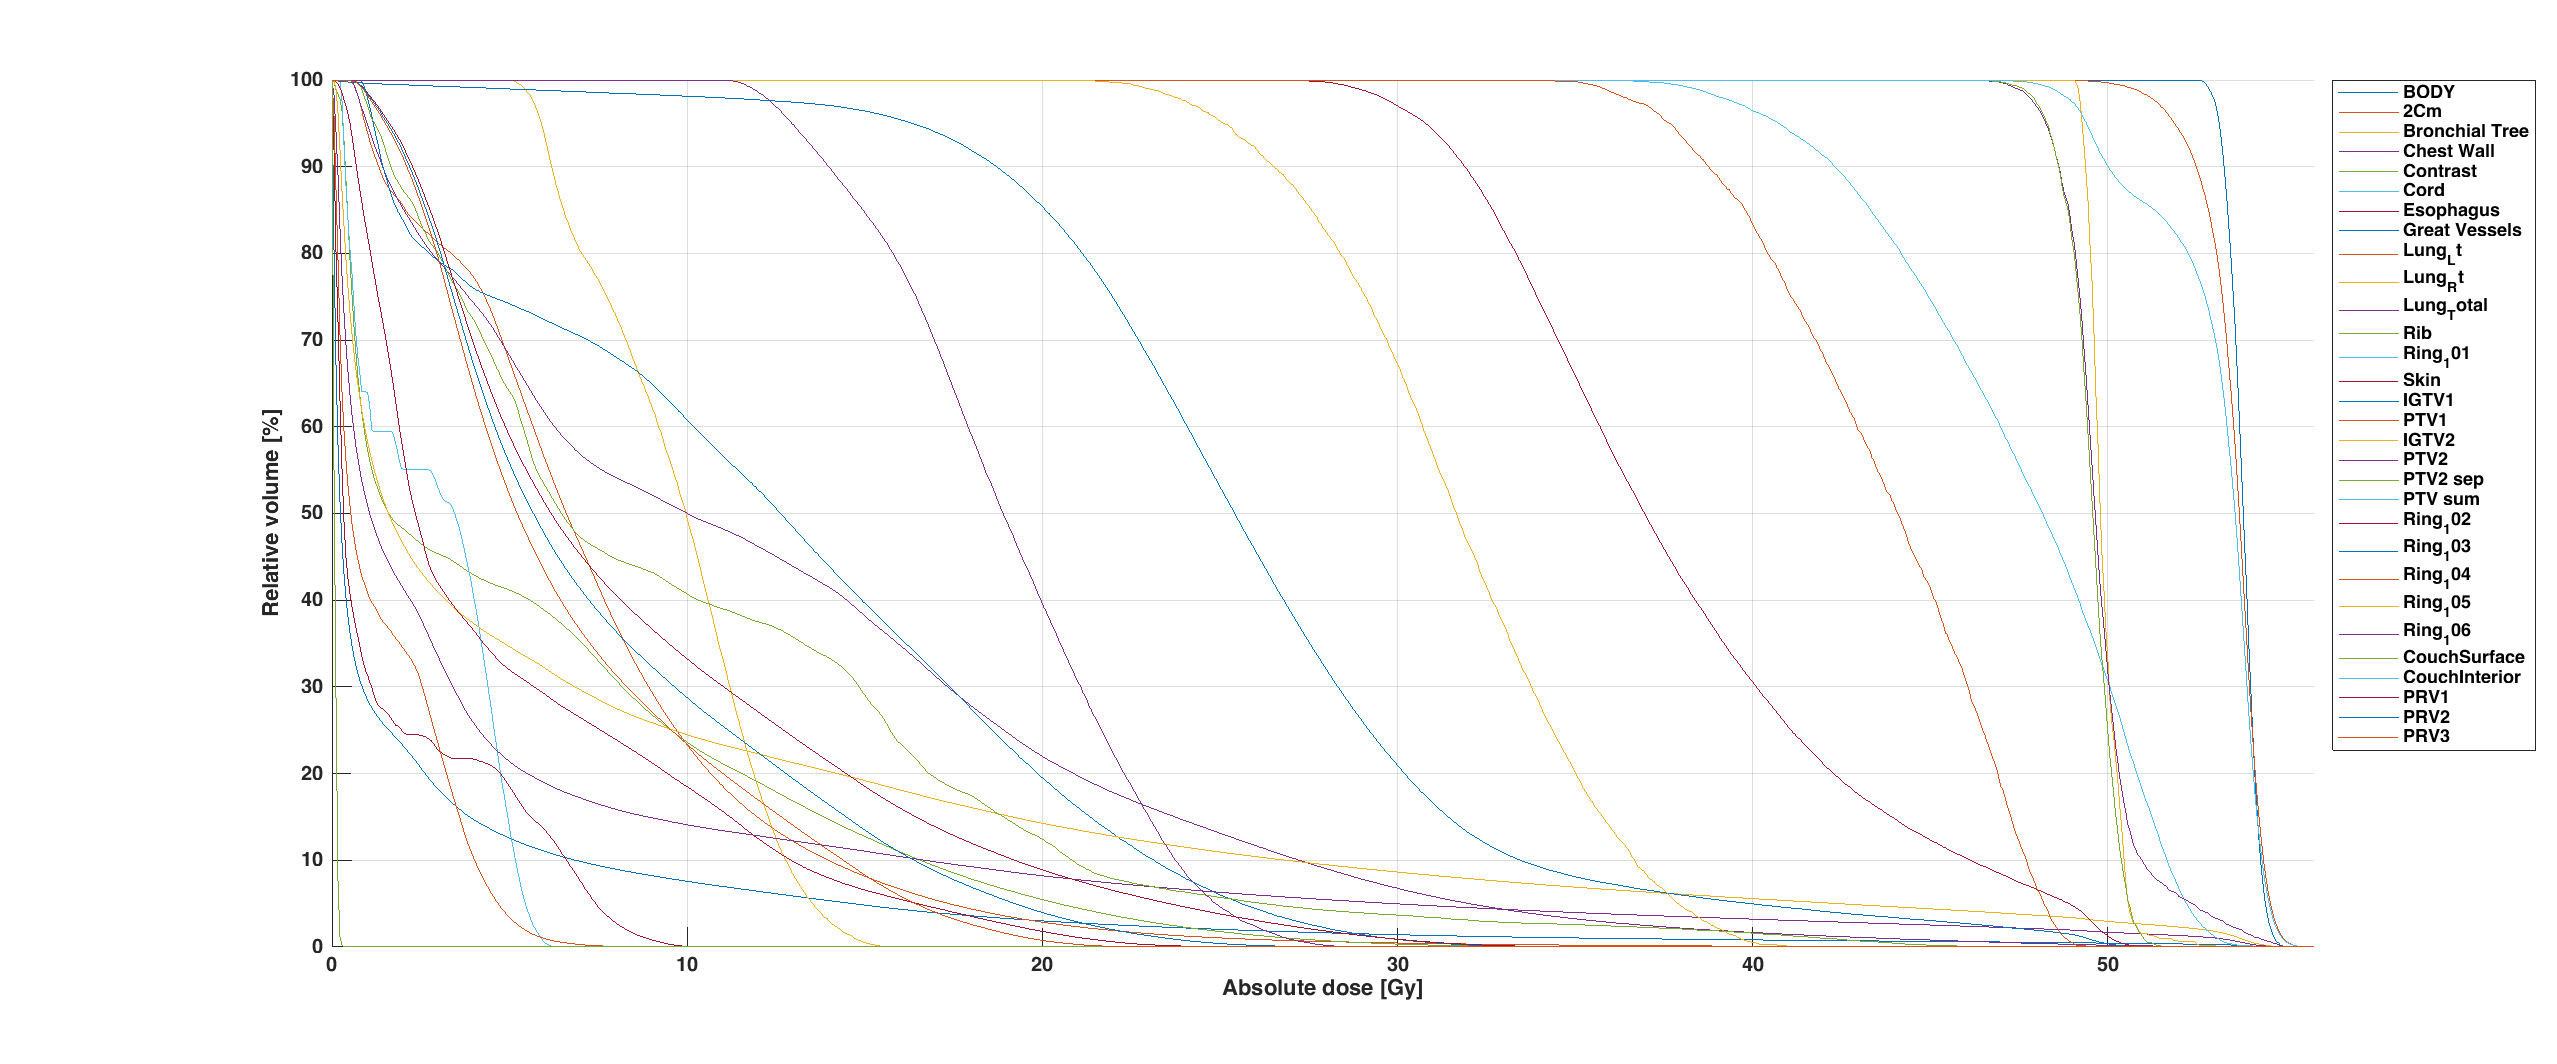 100
90
80
70
60
50
40
30
20
10
0
Relative volume [%]
0 10 20 30 40 50
Absolute dose [Gy]
BODY
2Cm
Bronchial Tree
Chest Wall
Contrast
Cord
Esophagus
Great Vessels
Lung_Lt
Lung_Rt
Lung_Total
Rib
Ring_101
Skin
IGTV1
PTV1
IGTV2
PTV2
PTV2 sep
PTV sum
Ring_102
Ring_103
Ring_104
Ring_105
Ring_106
CouchSurface
CouchInterior
PRV1
PRV2
PRV3